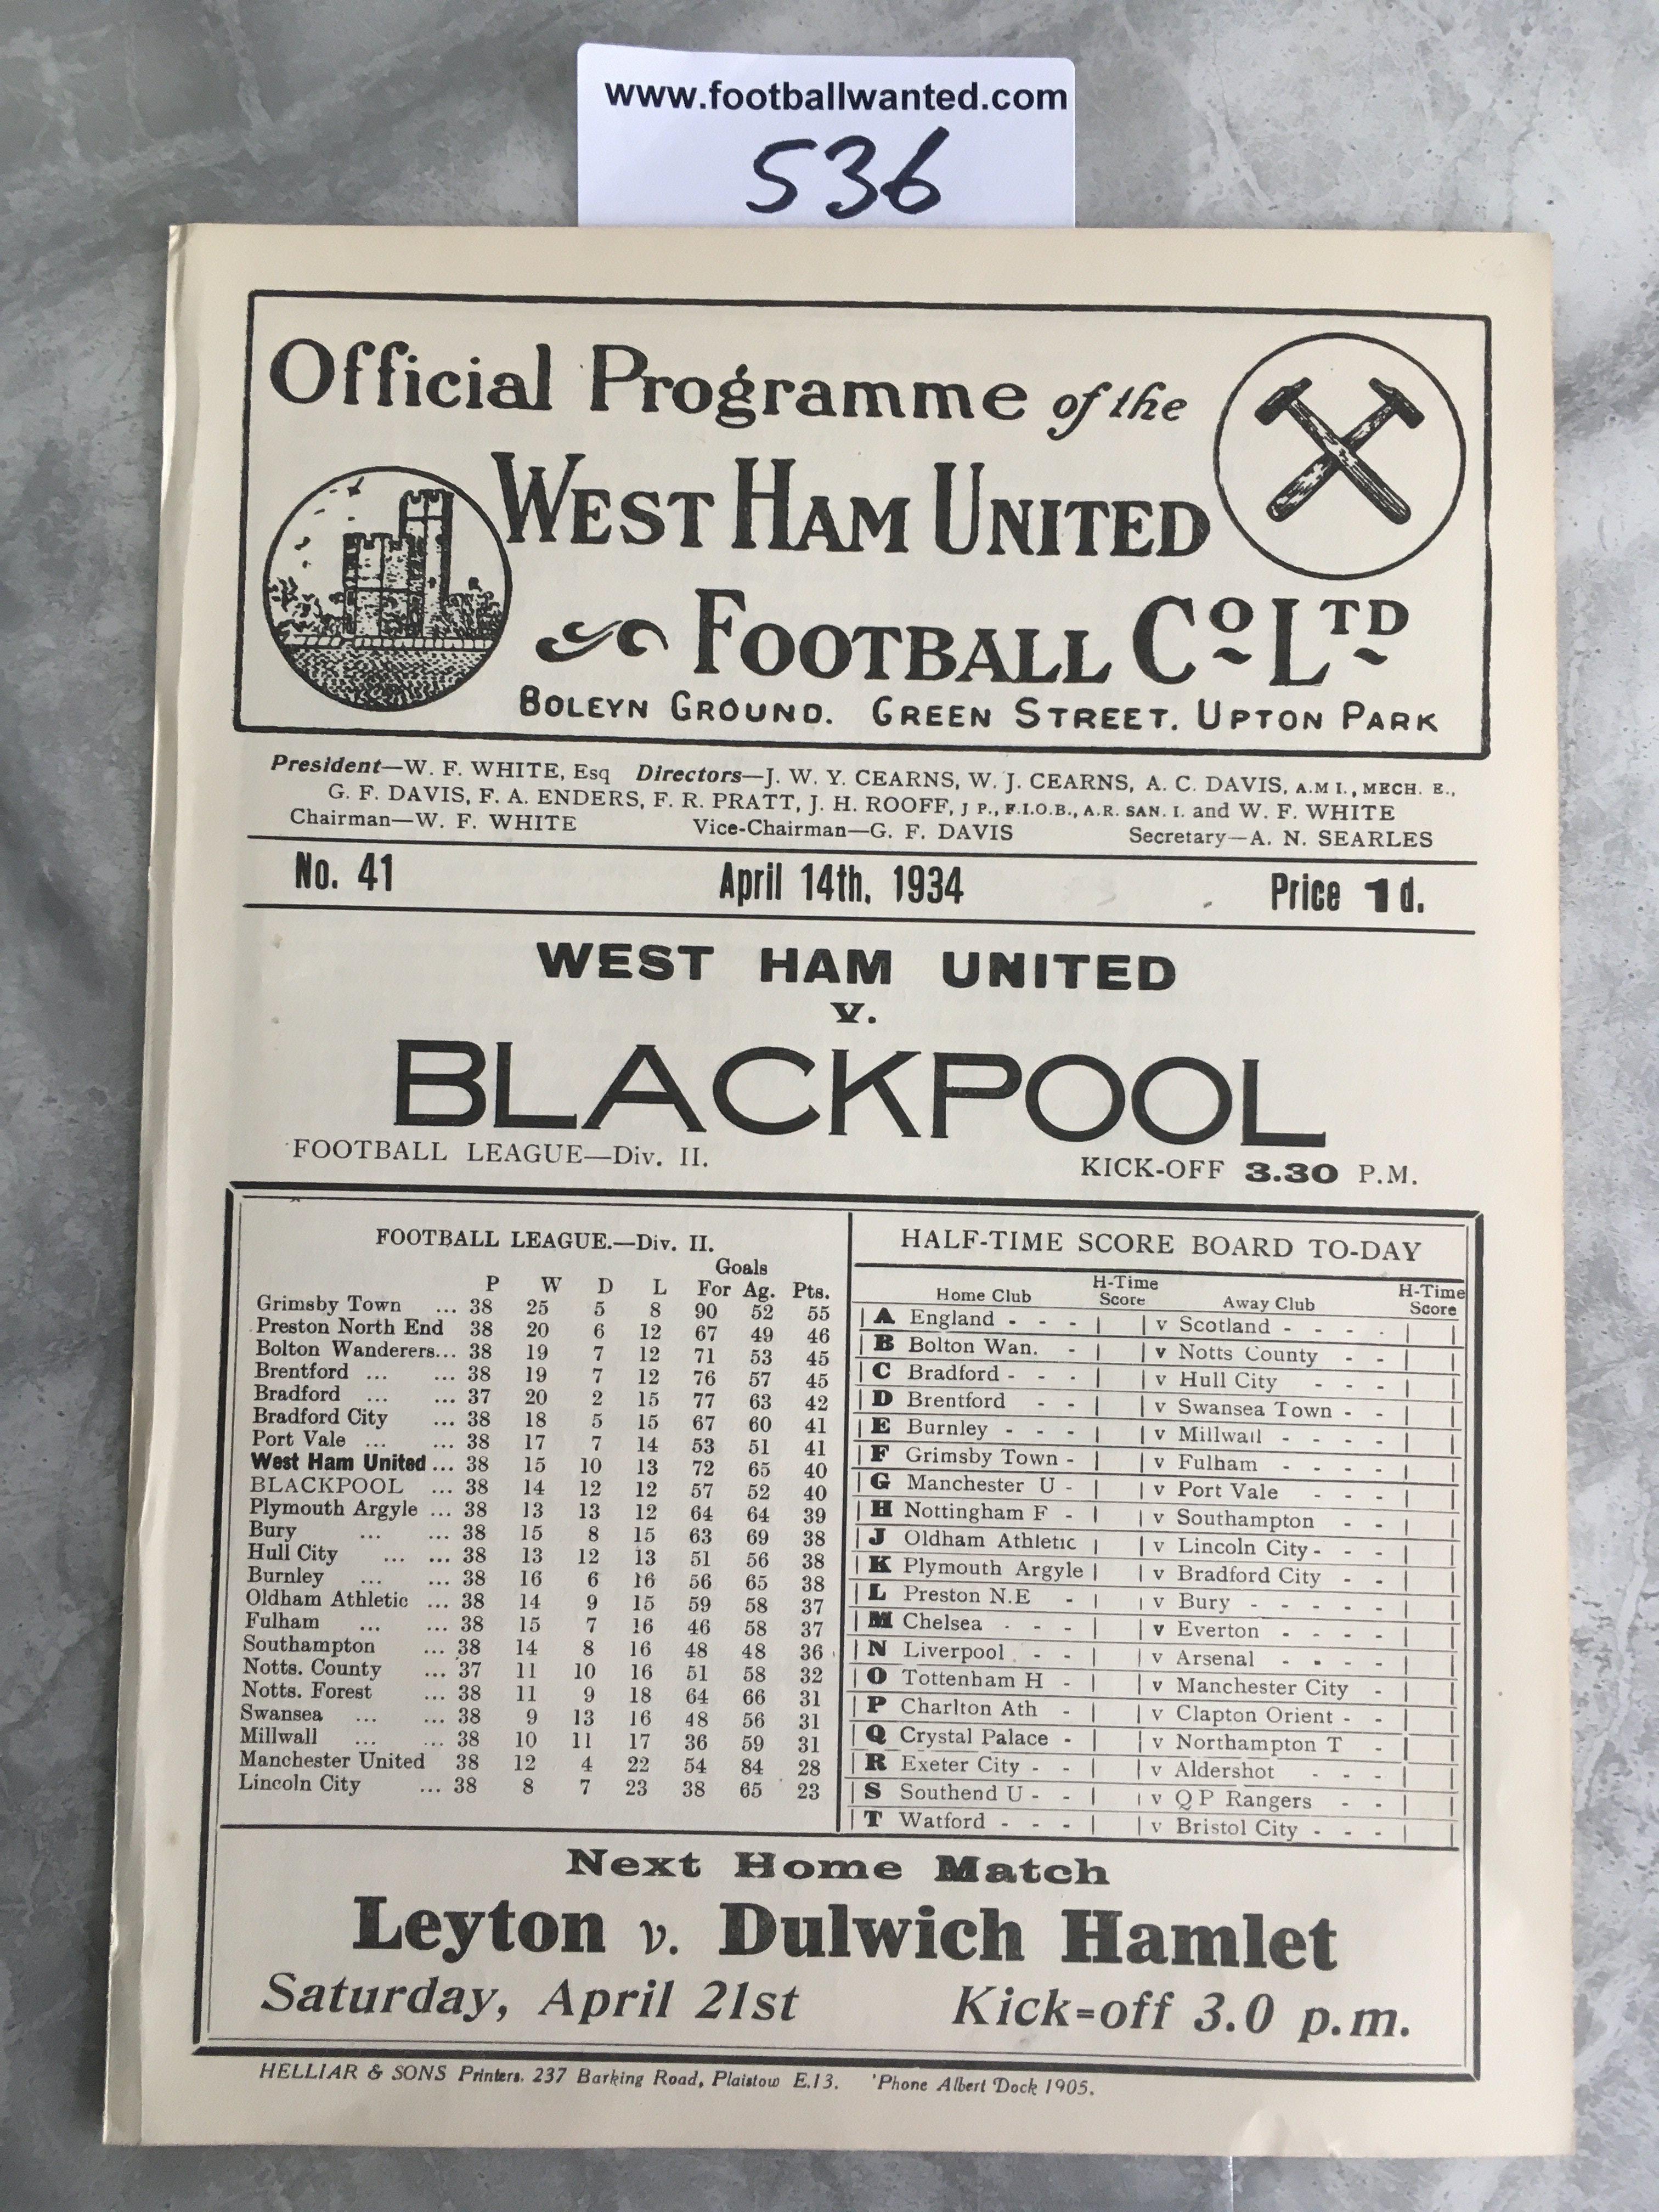 www.footballwanted.com
536
Official Programme of the
WEST HAM UNITED
FOOTBALL Co LTD
BOLEYN GROUND. GREEN STREET. UPTON PARK
President—W. F. WHITE, Esq Directors—J. W. Y. CEARNS, W. J. CEARNS, A. C. DAVIS, A.M I., MECH. E.,
G. F. DAVIS, F. A. ENDERS, F. R. PRATT, J. H. ROOFF, J P., F.I.O.B., A.R. SAN. I. and W. F. WHITE
Chairman—W. F. WHITE Vice-Chairman—G. F. DAVIS Secretary—A. N. SEARLES
No. 41 April 14th, 1934 Price 1d.
WEST HAM UNITED
v.
BLACKPOOL
FOOTBALL LEAGUE—Div. II. KICK-OFF 3.30 P.M.
FOOTBALL LEAGUE.—Div. II.
Goals
P W D L For Ag. Pts.
Grimsby Town ... 38 25 5 8 90 52 55
Preston North End 38 20 6 12 67 49 46
Bolton Wanderers... 38 19 7 12 71 53 45
Brentford ... ... 38 19 7 12 76 57 45
Bradford ... ... 37 20 2 15 77 63 42
Bradford City ... 38 18 5 15 67 60 41
Port Vale ... ... 38 17 7 14 53 51 41
West Ham United ... 38 15 10 13 72 65 40
BLACKPOOL ... 38 14 12 12 57 52 40
Plymouth Argyle ... 38 13 13 12 64 64 39
Bury ... ... 38 15 8 15 63 69 38
Hull City ... ... 38 13 12 13 51 56 38
Burnley ... ... 38 16 6 16 56 65 38
Oldham Athletic ... 38 14 9 15 59 58 37
Fulham ... ... 38 15 7 16 46 58 37
Southampton ... 38 14 8 16 48 48 36
Notts. County ... 37 11 10 16 51 58 32
Notts. Forest ... 38 11 9 18 64 66 31
Swansea ... ... 38 9 13 16 48 56 31
Millwall ... ... 38 10 11 17 36 59 31
Manchester United 38 12 4 22 54 84 28
Lincoln City ... 38 8 7 23 38 65 23
HALF-TIME SCORE BOARD TO-DAY
Home Club H-Time Score Away Club H-Time Score
A England - - - v Scotland - - - .
B Bolton Wan. - v Notts County - -
C Bradford - - - v Hull City - - -
D Brentford - - v Swansea Town - -
E Burnley - - - v Millwall - - - -
F Grimsby Town - v Fulham - - - -
G Manchester U - v Port Vale - - -
H Nottingham F - v Southampton - -
J Oldham Athletic v Lincoln City - - -
K Plymouth Argyle v Bradford City - -
L Preston N.E - v Bury - - - - -
M Chelsea - - - v Everton - - - -
N Liverpool - - v Arsenal - - - -
O Tottenham H - v Manchester City -
P Charlton Ath - v Clapton Orient - -
Q Crystal Palace - v Northampton T -
R Exeter City - - v Aldershot - - -
S Southend U - - v Q P Rangers - -
T Watford - - - v Bristol City - - -
Next Home Match
Leyton v. Dulwich Hamlet
Saturday, April 21st Kick=off 3.0 p.m.
HELLIAR & SONS Printers. 237 Barking Road, Plaistow E.13. 'Phone Albert Dock 1905.